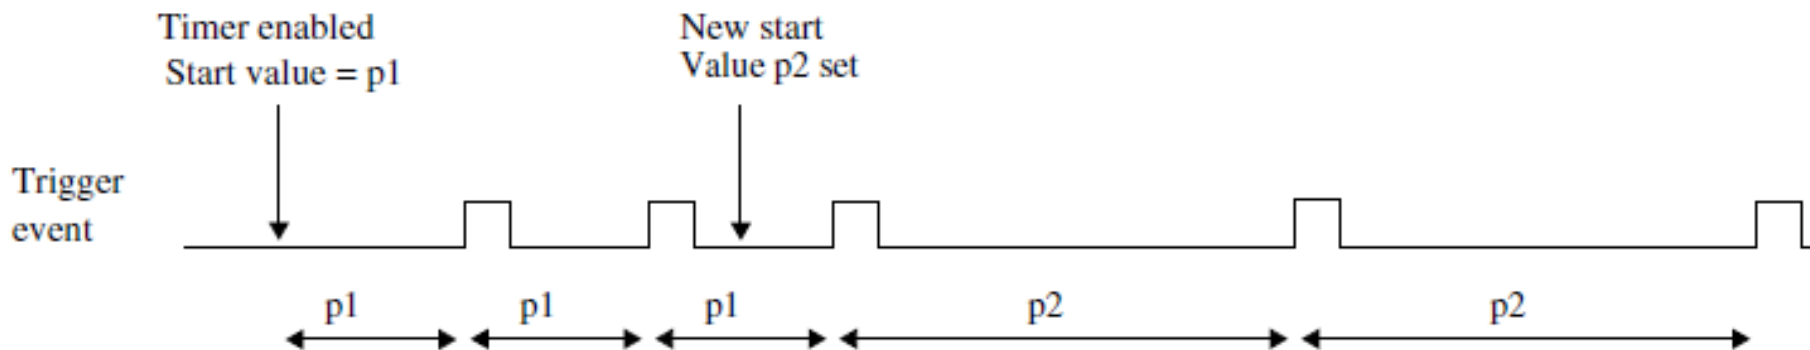 Timer enabled
Start value = p1
New start
Value p2 set
Trigger
event
p1
p1
p1
p2
p2